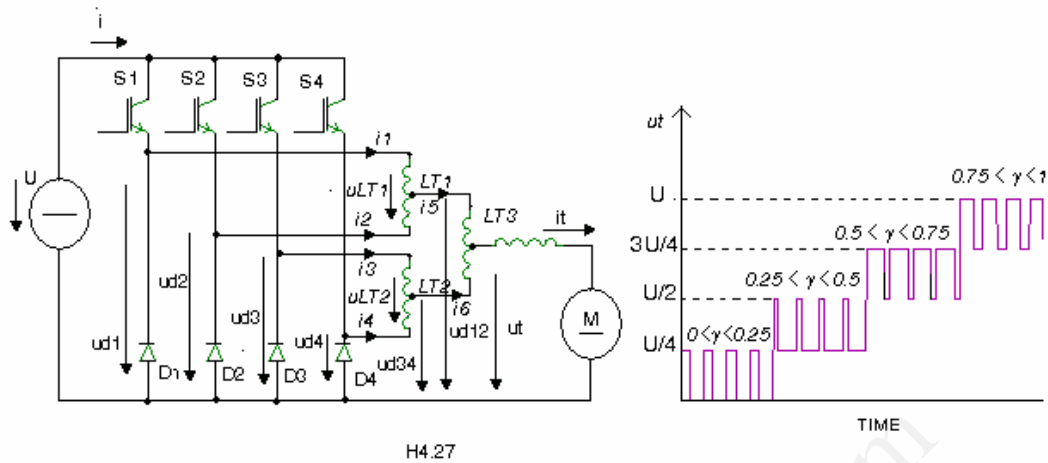 i
S1 S2 S3 S4
U
i1
uLT1
LT1
i5
i2
LT3
it
i3
uLT2
LT2
i4
i6
ud1
ud2
ud3
ud4
ud34
ud12
ut
M
D1
D2
D3
D4
H4.27
ut
U
3U/4
U/2
U/4
0<γ<0.25
0.25 < γ < 0.5
0.5 < γ < 0.75
0.75 < γ < 1
TIME